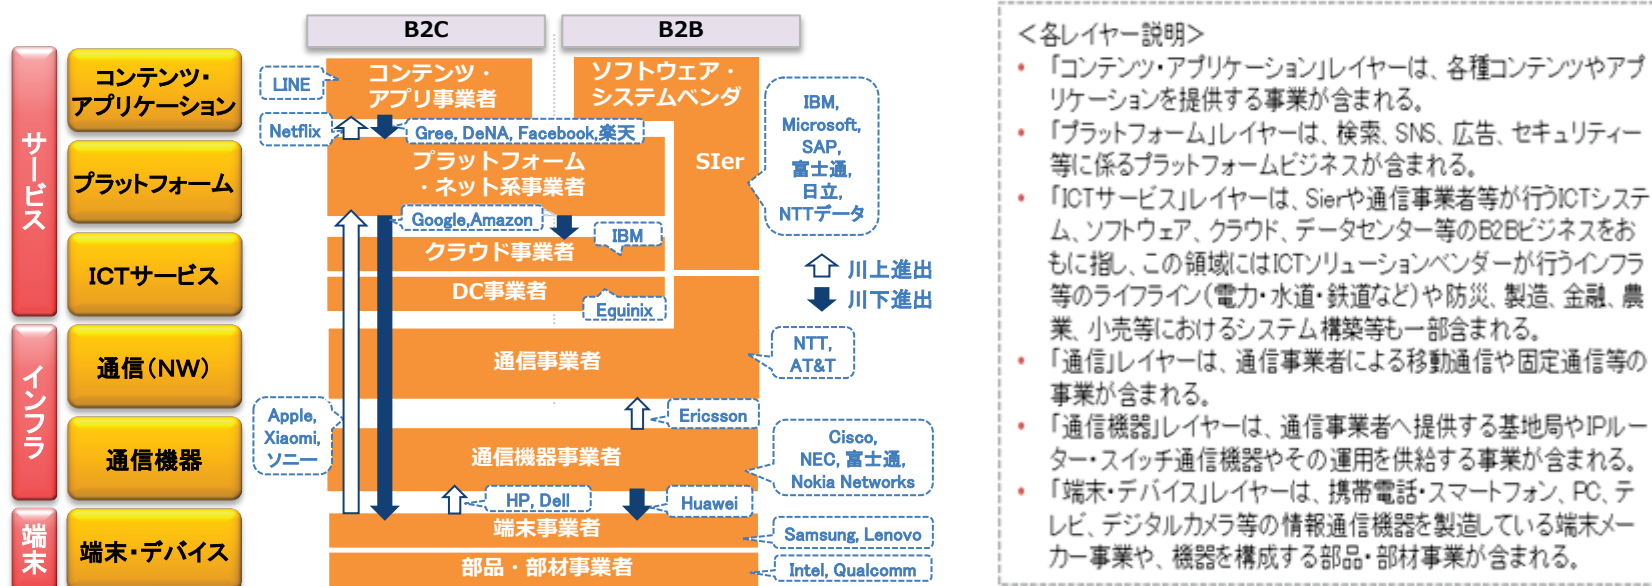 B2C
B2B
サービス
インフラ
端末
コンテンツ・
アプリケーション
プラットフォーム
ICTサービス
通信(NW)
通信機器
端末・デバイス
LINE
コンテンツ・
アプリ事業者
ソフトウェア・
システムベンダ
Netflix
Gree, DeNA, Facebook,楽天
プラットフォーム
・ネット系事業者
SIer
IBM,
Microsoft,
SAP,
富士通,
日立,
NTTデータ
Google,Amazon
IBM
クラウド事業者
川上進出
川下進出
DC事業者
Equinix
通信事業者
NTT,
AT&T
Apple,
Xiaomi,
ソニー
Ericsson
通信機器事業者
Cisco,
NEC, 富士通,
Nokia Networks
HP, Dell
Huawei
端末事業者
Samsung, Lenovo
部品・部材事業者
Intel, Qualcomm
<各レイヤー説明>
• 「コンテンツ・アプリケーション」レイヤーは、各種コンテンツやアプ
リケーションを提供する事業が含まれる。
• 「プラットフォーム」レイヤーは、検索、SNS、広告、セキュリティー
等に係るプラットフォームビジネスが含まれる。
• 「ICTサービス」レイヤーは、Sierや通信事業者等が行うICTシステ
ム、ソフトウェア、クラウド、データセンター等のB2Bビジネスをお
もに指し、この領域にはICTソリューションベンダーが行うインフラ
等のライフライン(電力・水道・鉄道など)や防災、製造、金融、農
業、小売等におけるシステム構築等も一部含まれる。
• 「通信」レイヤーは、通信事業者による移動通信や固定通信等の
事業が含まれる。
• 「通信機器」レイヤーは、通信事業者へ提供する基地局やIPルー
ター・スイッチ通信機器やその運用を供給する事業が含まれる。
• 「端末・デバイス」レイヤーは、携帯電話・スマートフォン、PC、テ
レビ、デジタルカメラ等の情報通信機器を製造している端末メー
カー事業や、機器を構成する部品・部材事業が含まれる。